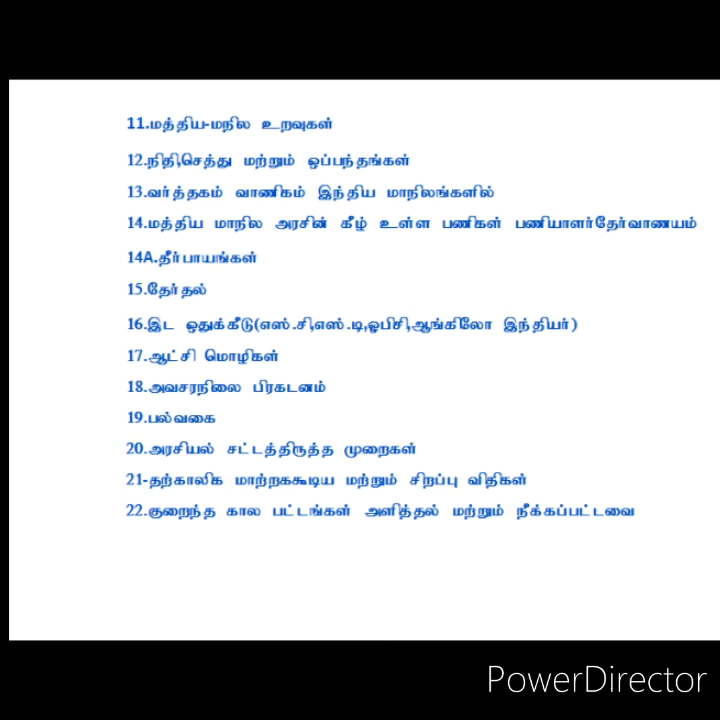 11.மத்திய-மநில உறவுகள்
12.நிதி,செத்து மற்றும் ஒப்பந்தங்கள்
13.வர்த்தகம் வாணிகம் இந்திய மாநிலங்களில்
14.மத்திய மாநில அரசின் கீழ் உள்ள பணிகள் பணியாளர்தேர்வாணயம்
14A.தீர்பாயங்கள்
15.தேர்தல்
16.இட ஒதுக்கீடு(எஸ்.சி,எஸ்.டி,ஓபிசி,ஆங்கிலோ இந்தியர்)
17.ஆட்சி மொழிகள்
18.அவசரநிலை பிரகடனம்
19.பல்வகை
20.அரசியல் சட்டத்திருத்த முறைகள்
21-தற்காலிக மாற்றககூடிய மற்றும் சிறப்பு விதிகள்
22.குறைந்த கால பட்டங்கள் அளித்தல் மற்றும் நீக்கப்பட்டவை
PowerDirector